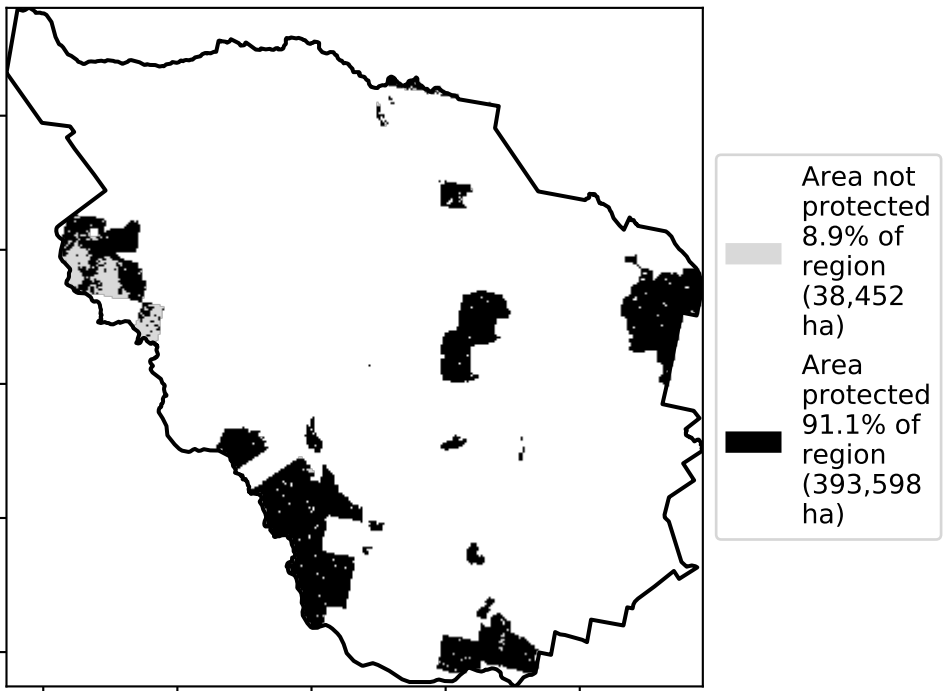 Area not
protected
8.9% of
region
(38,452
ha)
Area
protected
91.1% of
region
(393,598
ha)